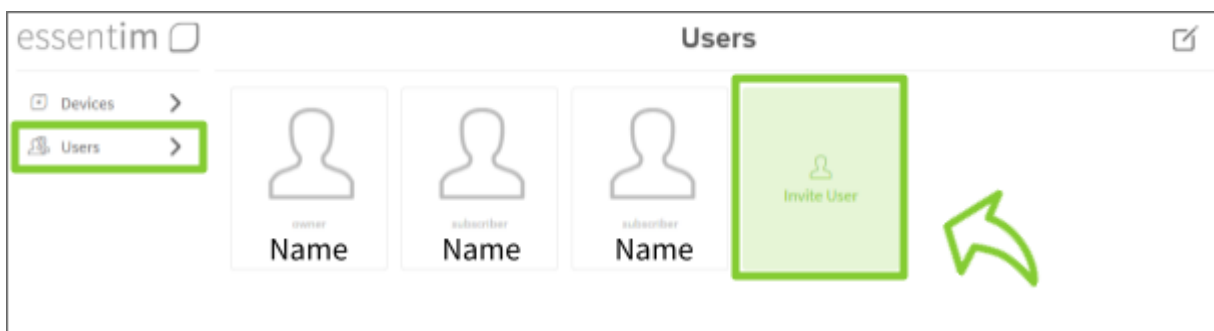 essentim
Users
Devices
Users
owner
Name
subscriber
Name
subscriber
Name
Invite User